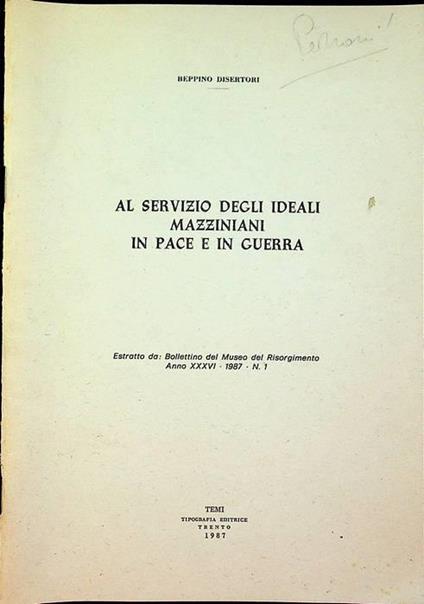 BEPPINO DISERTORI
AL SERVIZIO DEGLI IDEALI
MAZZINIANI
IN PACE E IN GUERRA
Estratto da: Bollettino del Museo del Risorgimento
Anno XXXVI - 1987 - N. 1
TEMI
TIPOGRAFIA EDITRICE
TRENTO
1987